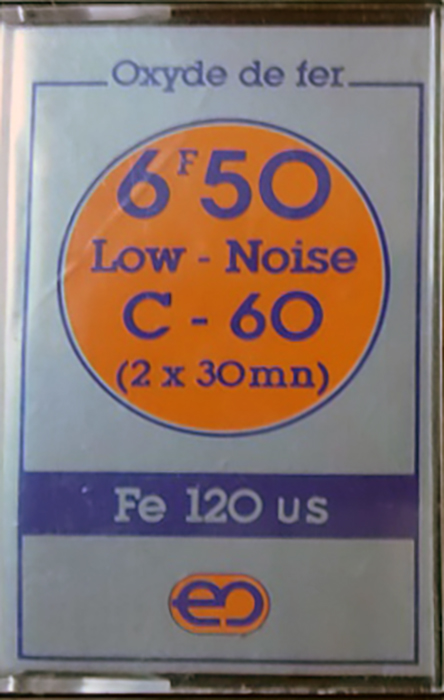 Oxyde de fer
6F50
Low - Noise
C - 60
(2 x 30mn)
Fe 120 us